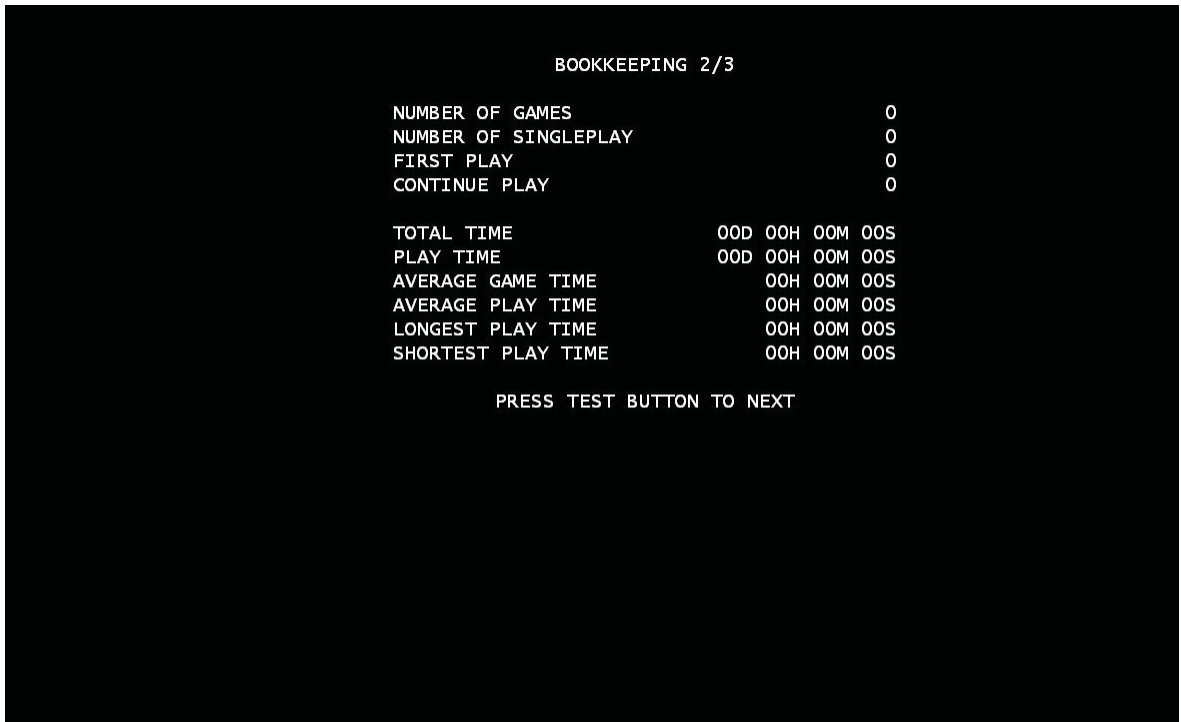 BOOKKEEPING 2/3
NUMBER OF GAMES 0
NUMBER OF SINGLEPLAY 0
FIRST PLAY 0
CONTINUE PLAY 0
TOTAL TIME 00D 00H 00M 00S
PLAY TIME 00D 00H 00M 00S
AVERAGE GAME TIME 00H 00M 00S
AVERAGE PLAY TIME 00H 00M 00S
LONGEST PLAY TIME 00H 00M 00S
SHORTEST PLAY TIME 00H 00M 00S
PRESS TEST BUTTON TO NEXT